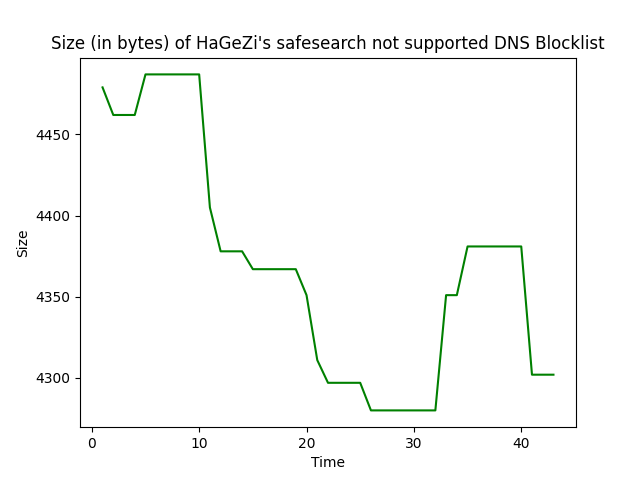 Size (in bytes) of HaGeZi's safesearch not supported DNS Blocklist
4450
4400
4350
4300
Size
0 10 20 30 40
Time